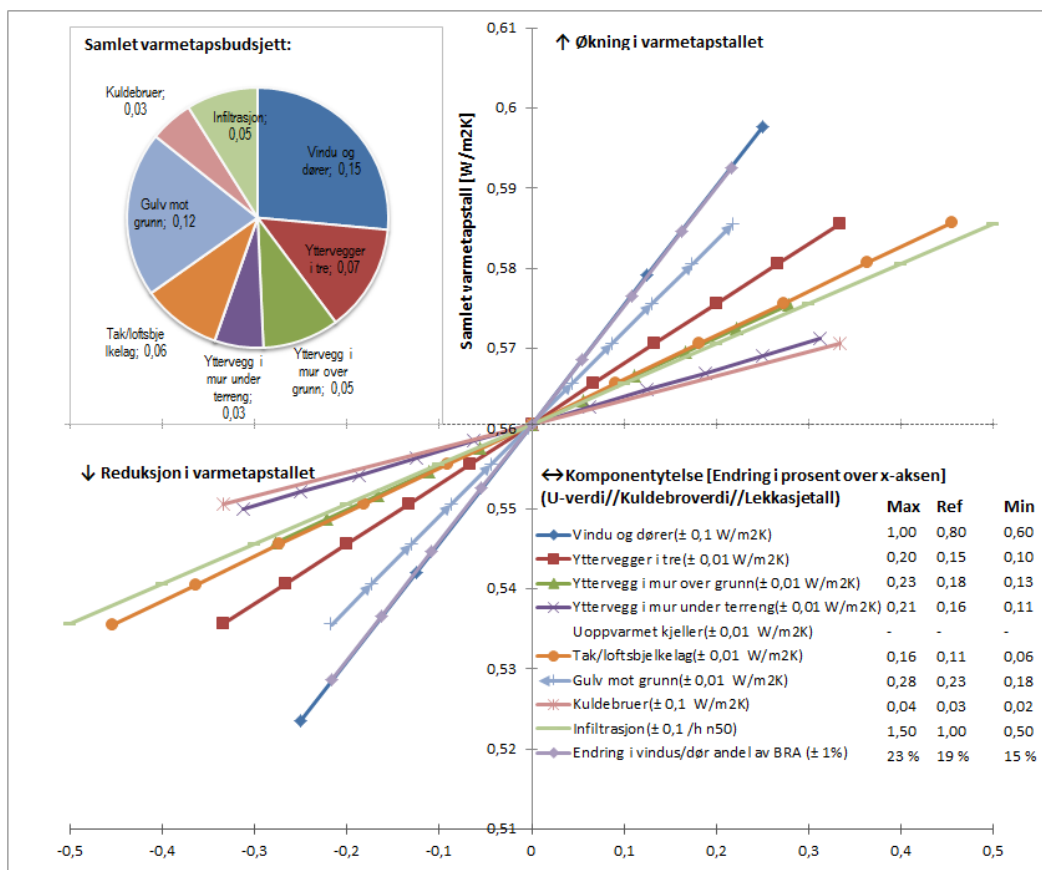 Samlet varmetapsbudsjett:
Kuldebruer;
0,03
Infiltrasjon;
0,05
Vindu og
dører; 0,15
Gulv mot
grunn; 0,12
Yttervegger
i tre; 0,07
Tak/loftsbje
lkelag; 0,06
Yttervegg i
mur under
terreng;
0,03
Yttervegg i
mur over
grunn; 0,05
↑ Økning i varmetapstallet
Samlet varmetapstall [W/m2K]
0,61
0,6
0,59
0,58
0,57
0,56
0,55
0,54
0,53
0,52
0,51
↓ Reduksjon i varmetapstallet
↔Komponentytelse [Endring i prosent over x-aksen]
(U-verdi//Kuldebroverdi//Lekkasjetall)
Max Ref Min
Vindu og dører(± 0,1 W/m2K) 1,00 0,80 0,60
Yttervegger i tre(± 0,01 W/m2K) 0,20 0,15 0,10
Yttervegg i mur over grunn(± 0,01 W/m2K) 0,23 0,18 0,13
Yttervegg i mur under terreng(± 0,01 W/m2K) 0,21 0,16 0,11
Uoppvarmet kjeller(± 0,01 W/m2K) - - -
Tak/loftsbjelkelag(± 0,01 W/m2K) 0,16 0,11 0,06
Gulv mot grunn(± 0,01 W/m2K) 0,28 0,23 0,18
Kuldebruer(± 0,1 W/m2K) 0,04 0,03 0,02
Infiltrasjon(± 0,1 /h n50) 1,50 1,00 0,50
Endring i vindus/dør andel av BRA (± 1%) 23 % 19 % 15 %
-0,5 -0,4 -0,3 -0,2 -0,1 0 0,1 0,2 0,3 0,4 0,5